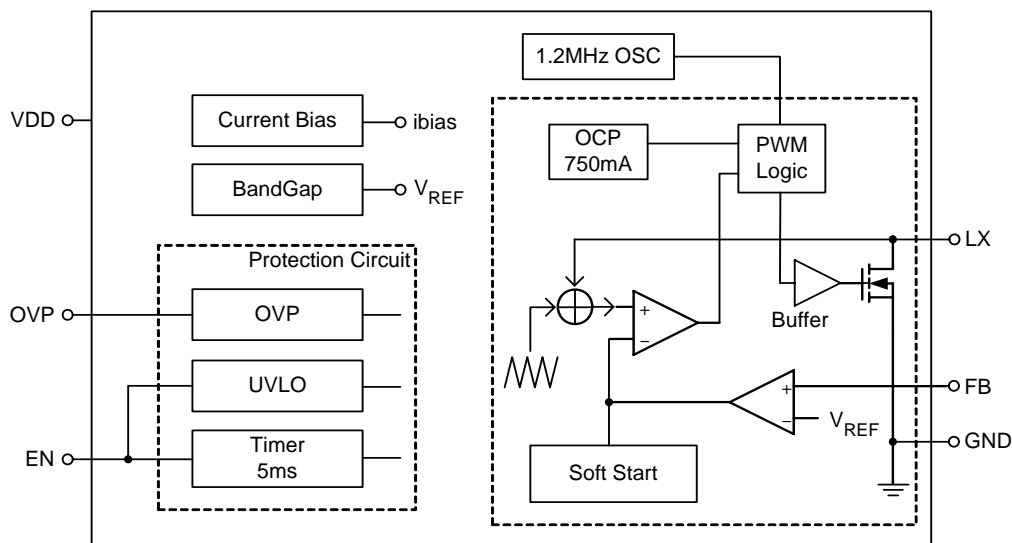 1.2MHz OSC
VDD
Current Bias
ibias
OCP
750mA
PWM
Logic
BandGap
VREF
LX
Protection Circuit
OVP
OVP
+
−
Buffer
UVLO
+
−
VREF
FB
EN
Timer
5ms
Soft Start
GND